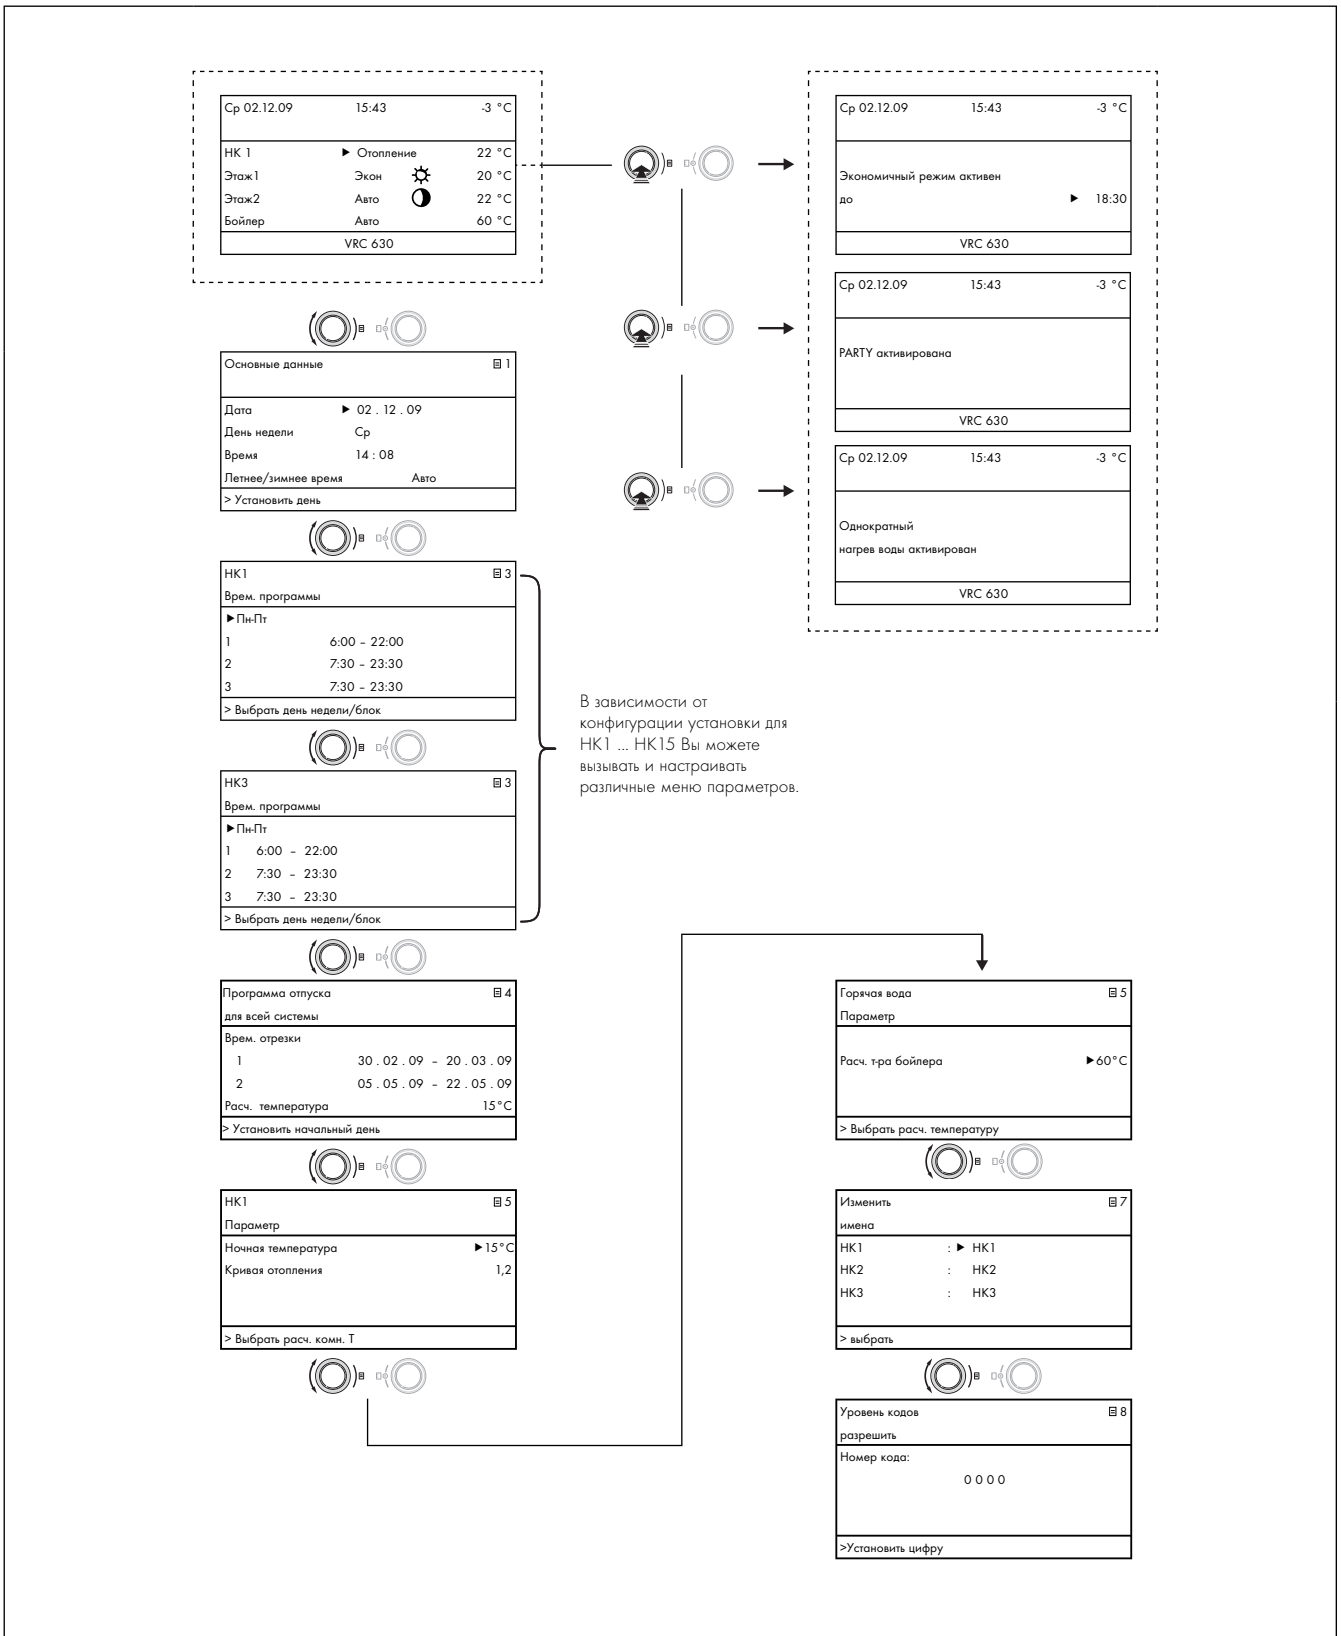 Ср 02.12.09 15:43 -3 °C
НК 1 ► Отопление 22 °C
Этаж1 Экон 20 °C
Этаж2 Авто 22 °C
Бойлер Авто 60 °C
VRC 630
Основные данные 1
Дата ► 02 . 12 . 09
День недели Ср
Время 14 : 08
Летнее/зимнее время Авто
> Установить день
НК1 3
Врем. программы
►Пн-Пт
1 6:00 – 22:00
2 7:30 – 23:30
3 7:30 – 23:30
> Выбрать день недели/блок
НК3 3
Врем. программы
►Пн-Пт
1 6:00 – 22:00
2 7:30 – 23:30
3 7:30 – 23:30
> Выбрать день недели/блок
В зависимости от
конфигурации установки для
НК1 ... НК15 Вы можете
вызывать и настраивать
различные меню параметров.
Программа отпуска 4
для всей системы
Врем. отрезки
1 30 . 02 . 09 – 20 . 03 . 09
2 05 . 05 . 09 – 22 . 05 . 09
Расч. температура 15°C
> Установить начальный день
НК1 5
Параметр
Ночная температура ►15°C
Кривая отопления 1,2
> Выбрать расч. комн. Т
Ср 02.12.09 15:43 -3 °C
Экономичный режим активен
до ► 18:30
VRC 630
Ср 02.12.09 15:43 -3 °C
PARTY активирована
VRC 630
Ср 02.12.09 15:43 -3 °C
Однократный
нагрев воды активирован
VRC 630
Горячая вода 5
Параметр
Расч. т-ра бойлера ►60°C
> Выбрать расч. температуру
Изменить 7
имена
НК1 : ► НК1
НК2 : НК2
НК3 : НК3
> выбрать
Уровень кодов 8
разрешить
Номер кода:
0 0 0 0
>Установить цифру